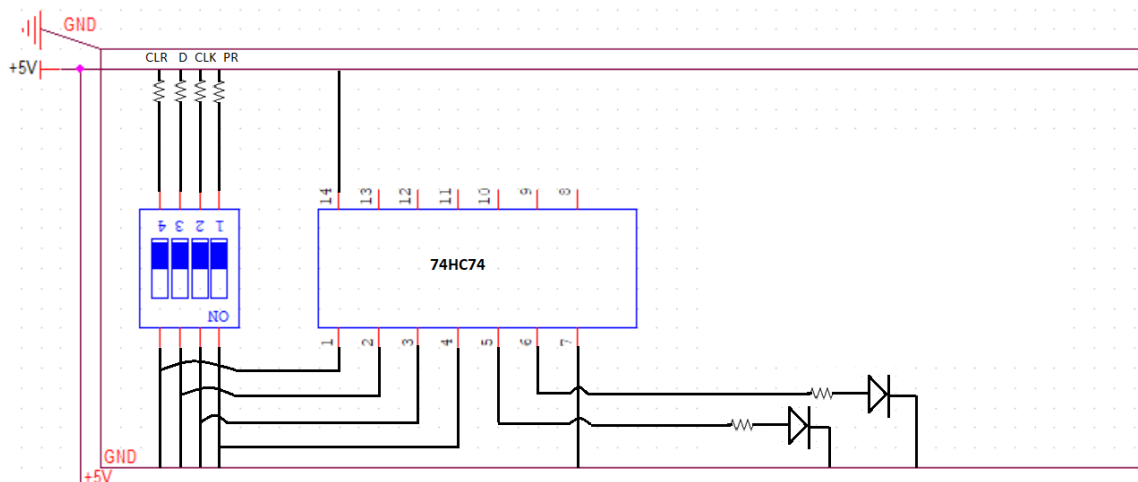 GND
CLR D CLK PR
+5V
14 13 12 11 10 9 8
4 3 2 1
74HC74
ON
1 2 3 4 5 6 7
GND
+5V